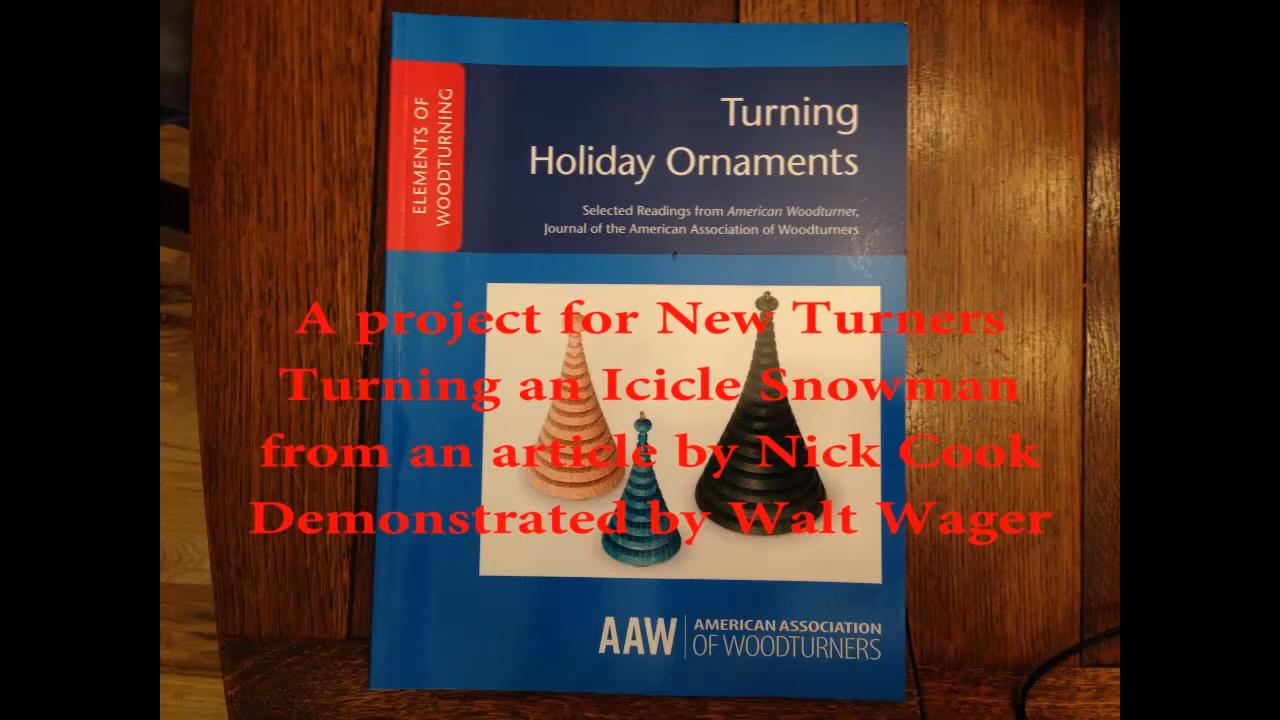 ELEMENTS OF
WOODTURNING
Turning
Holiday Ornaments
Selected Readings from American Woodturner,
Journal of the American Association of Woodturners
A project for New Turners
Turning an Icicle Snowman
from an article by Nick Cook
Demonstrated by Walt Wager
AAW
AMERICAN ASSOCIATION
OF WOODTURNERS